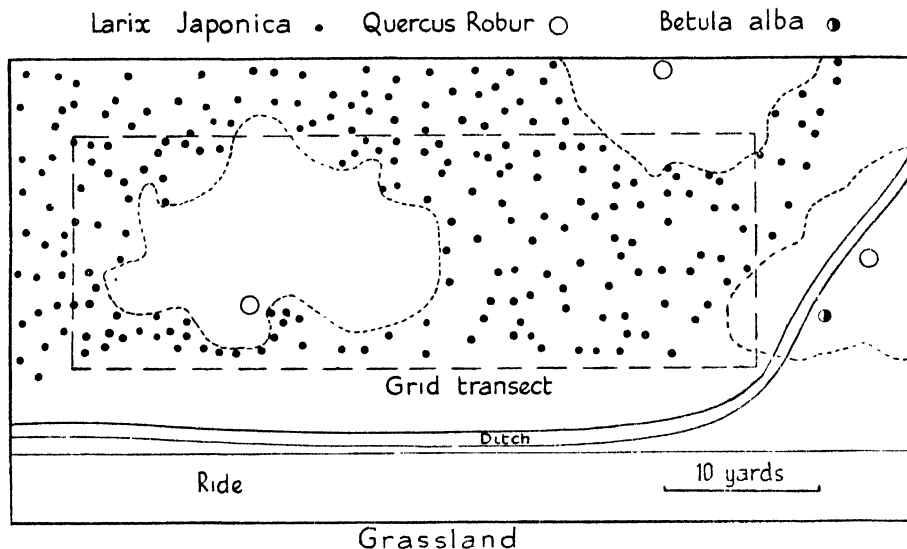 Larix Japonica Quercus Robur Betula alba
Grid transect
Ditch
Ride
10 yards
Grassland